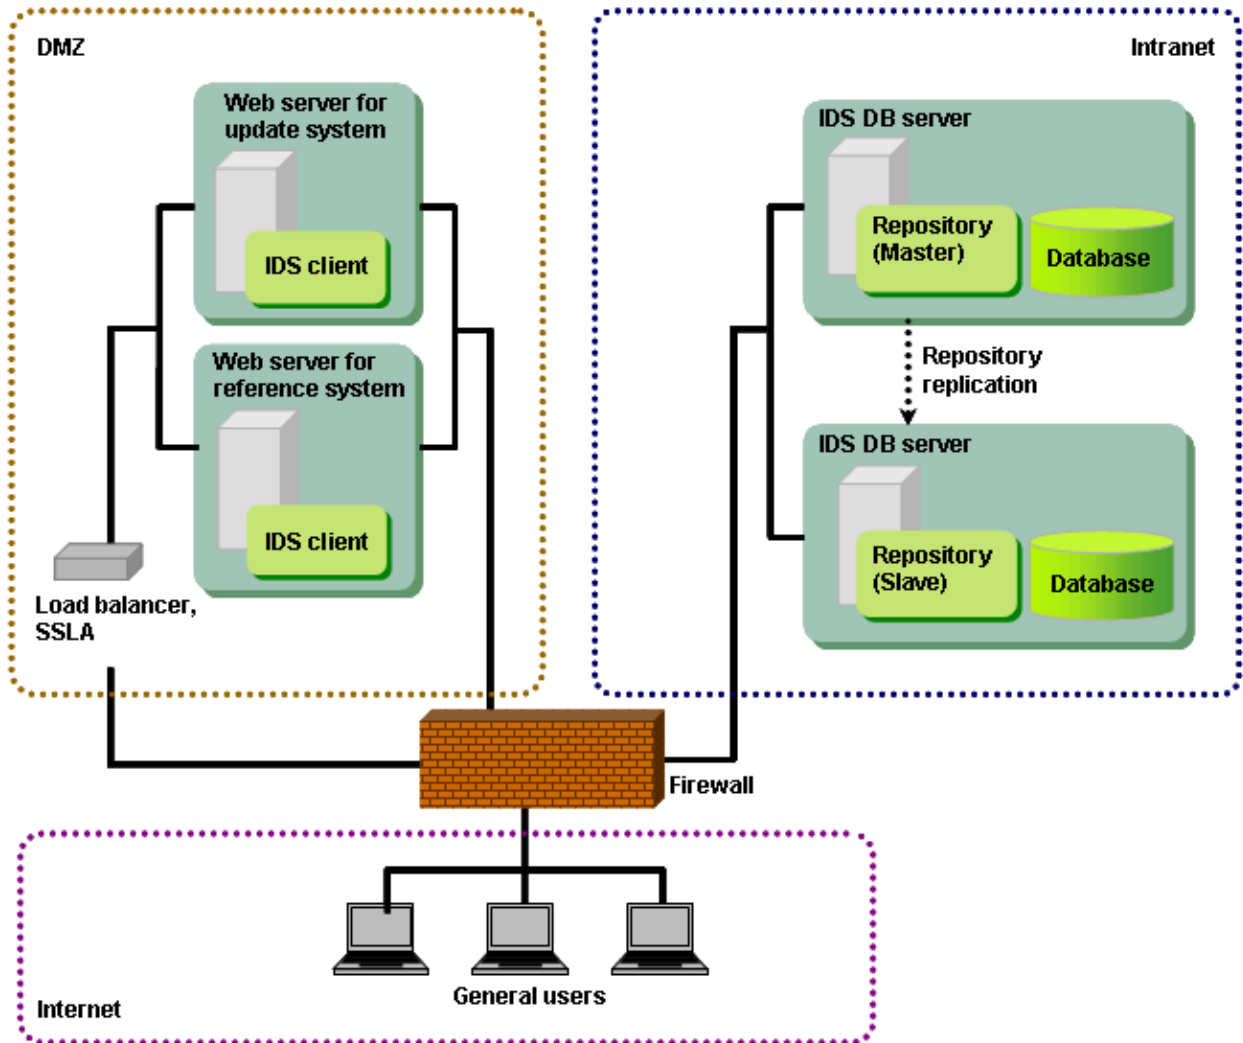 DMZ
Web server for
update system
IDS client
Web server for
reference system
IDS client
Load balancer,
SSLA
Intranet
IDS DB server
Repository
(Master)
Database
Repository
replication
IDS DB server
Repository
(Slave)
Database
Firewall
General users
Internet